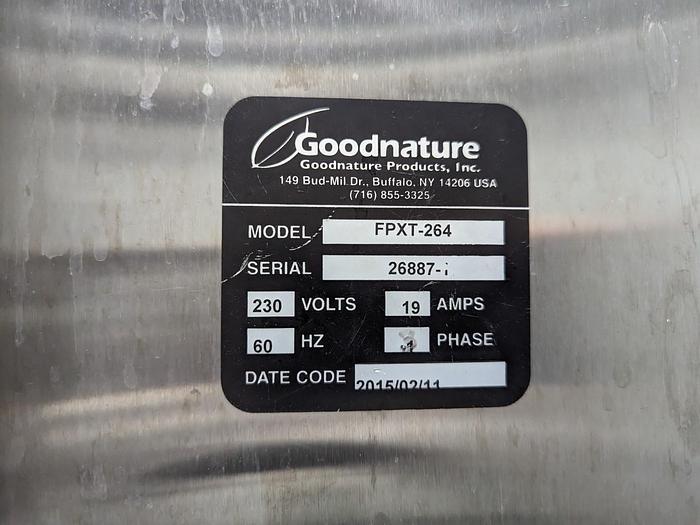 Goodnature
Goodnature Products, Inc.
149 Bud-Mil Dr., Buffalo, NY 14206 USA
(716) 855-3325
MODEL FPXT-264
SERIAL
230 VOLTS 19 AMPS
60 HZ PHASE
DATE CODE 2015/02/11